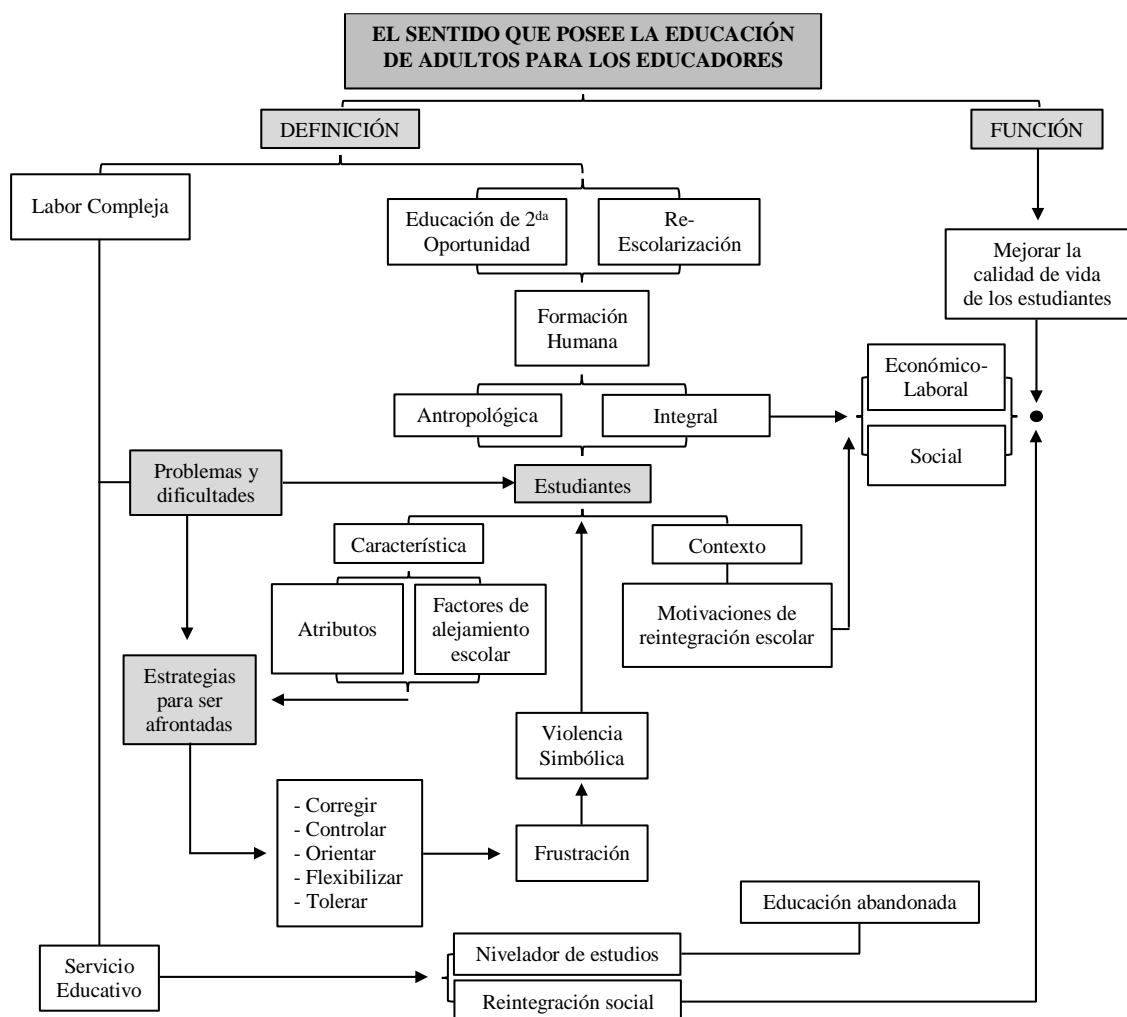 EL SENTIDO QUE POSEE LA EDUCACIÓN
DE ADULTOS PARA LOS EDUCADORES
DEFINICIÓN
FUNCIÓN
Labor Compleja
Educación de 2da
Oportunidad
Re-
Escolarización
Mejorar la
calidad de vida
de los estudiantes
Formación
Humana
Económico-
Laboral
Antropológica
Integral
Social
Problemas y
dificultades
Estudiantes
Característica
Contexto
Atributos
Factores de
alejamiento
escolar
Motivaciones de
reintegración escolar
Estrategias
para ser
afrontadas
Violencia
Simbólica
- Corregir
- Controlar
- Orientar
- Flexibilizar
- Tolerar
Frustración
Educación abandonada
Servicio
Educativo
Nivelador de estudios
Reintegración social